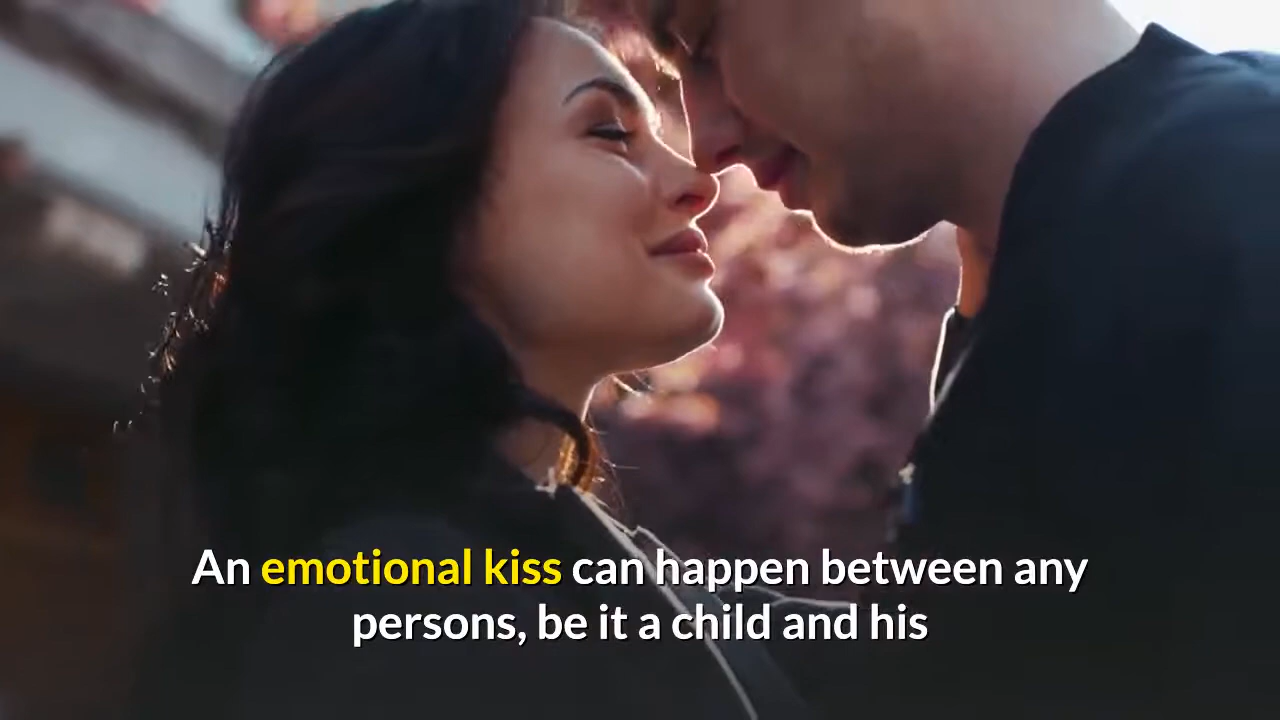 An emotional kiss can happen between any
persons, be it a child and his